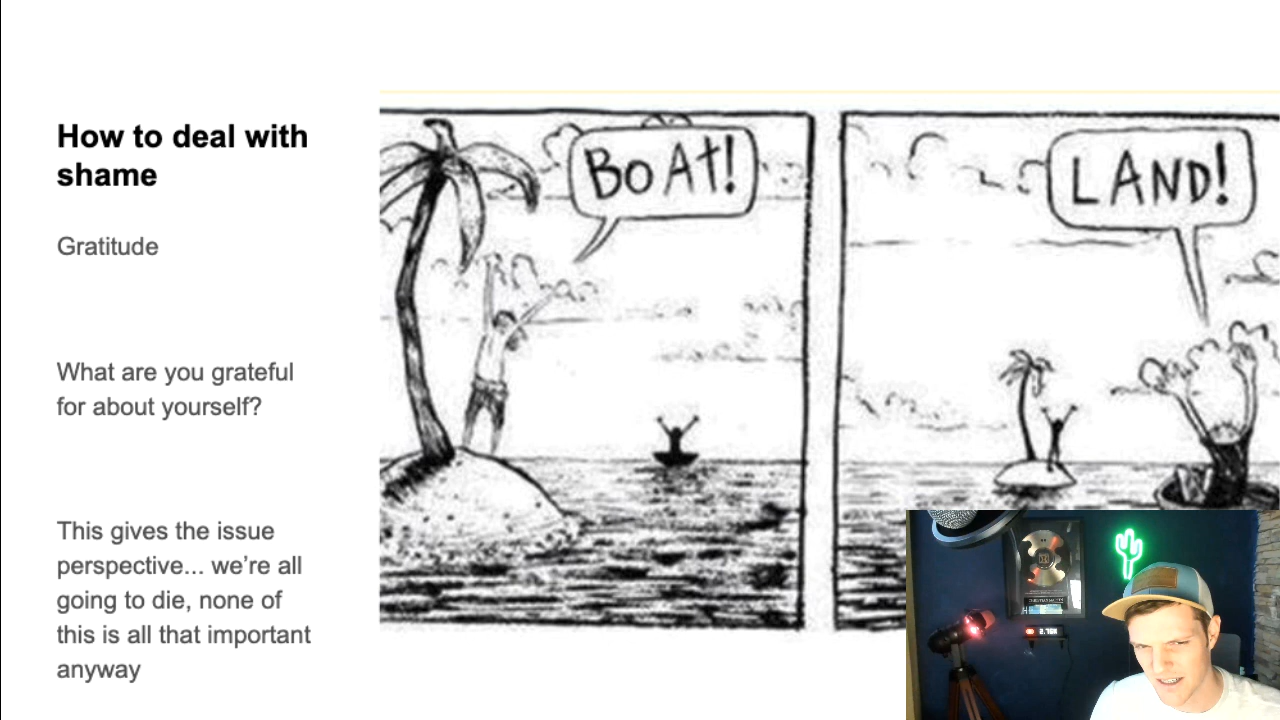 How to deal with
shame
Gratitude
What are you grateful
for about yourself?
This gives the issue
perspective... we’re all
going to die, none of
this is all that important
anyway
BOAt!
LAND!